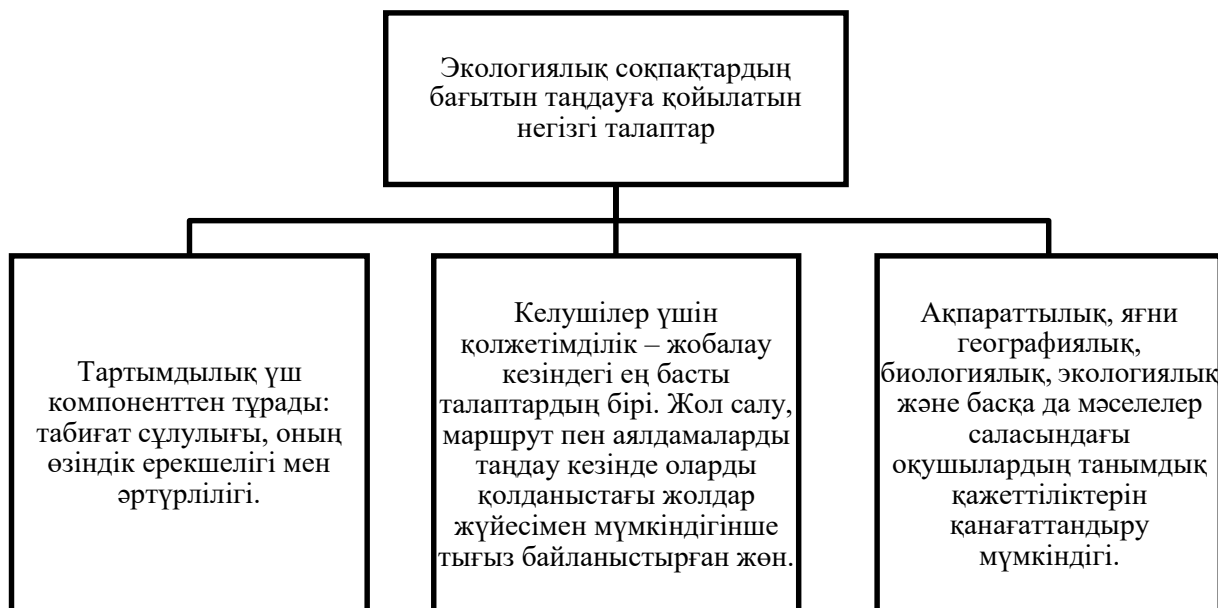 Экологиялық соқпақтардың
бағытын таңдауға қойылатын
негізгі талаптар
Тартымдылық үш
компоненттен тұрады:
табиғат сұлулығы, оның
өзіндік ерекшелігі мен
әртүрлілігі.
Келушілер үшін
қолжетімділік – жобалау
кезіндегі ең басты
талаптардың бірі. Жол салу,
маршрут пен аялдамаларды
таңдау кезінде оларды
қолданыстағы жолдар
жүйесімен мүмкіндігінше
тығыз байланыстырған жөн.
Ақпараттылық, яғни
географиялық,
биологиялық, экологиялық
және басқа да мәселелер
саласындағы
оқушылардың танымдық
қажеттіліктерін
қанағаттандыру
мүмкіндігі.